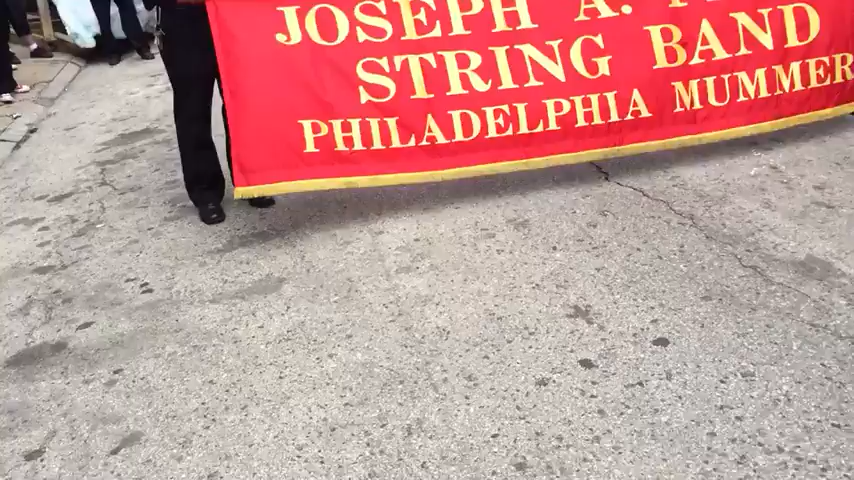 JOSEPH A.
STRING BAND
PHILADELPHIA MUMMER